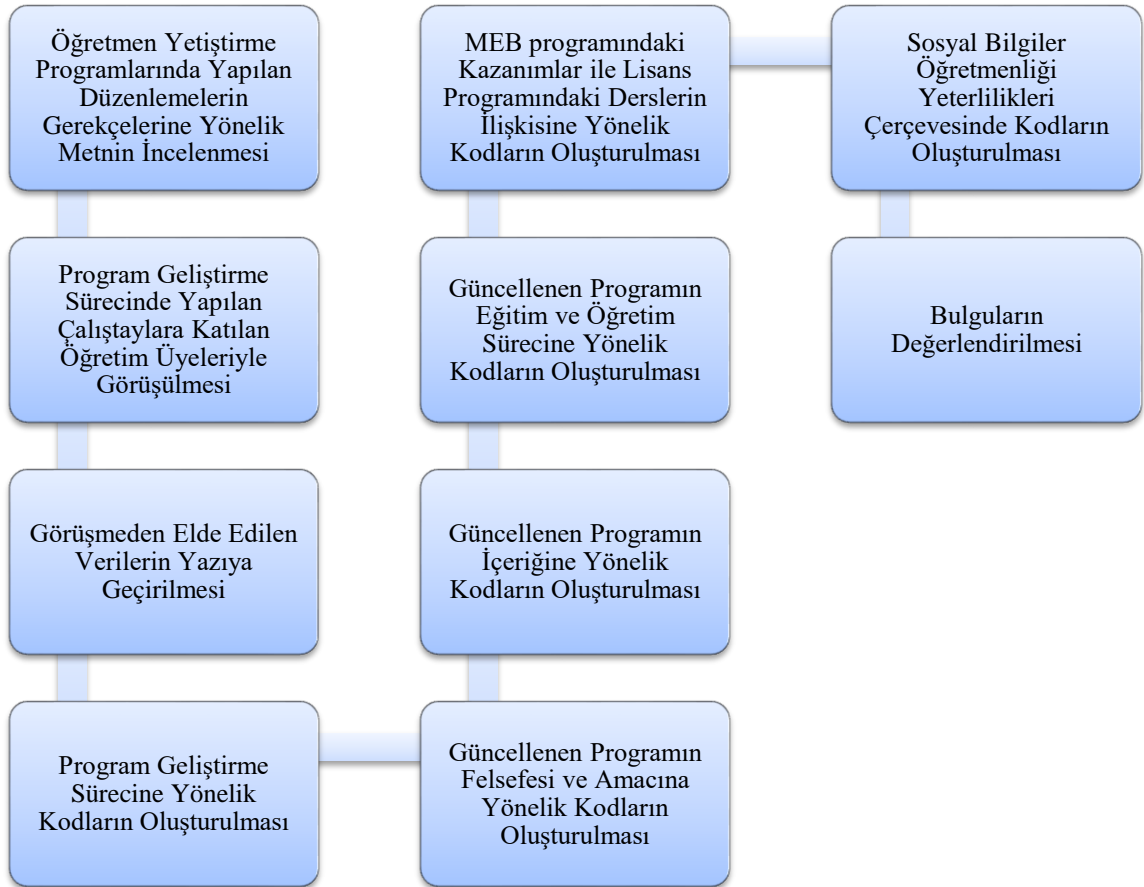 Öğretmen Yetiştirme
Programlarında Yapılan
Düzenlemelerin
Gerekçelerine Yönelik
Metnin İncelenmesi
Program Geliştirme
Sürecinde Yapılan
Çalıştaylara Katılan
Öğretim Üyeleriyle
Görüşülmesi
Görüşmeden Elde Edilen
Verilerin Yazıya
Geçirilmesi
Program Geliştirme
Sürecine Yönelik
Kodların Oluşturulması
Güncellenen Programın
Felsefesi ve Amacına
Yönelik Kodların
Oluşturulması
Güncellenen Programın
İçeriğine Yönelik
Kodların Oluşturulması
Güncellenen Programın
Eğitim ve Öğretim
Sürecine Yönelik
Kodların Oluşturulması
MEB programındaki
Kazanımlar ile Lisans
Programındaki Derslerin
İlişkisine Yönelik
Kodların Oluşturulması
Sosyal Bilgiler
Öğretmenliği
Yeterlilikleri
Çerçevesinde Kodların
Oluşturulması
Bulguların
Değerlendirilmesi